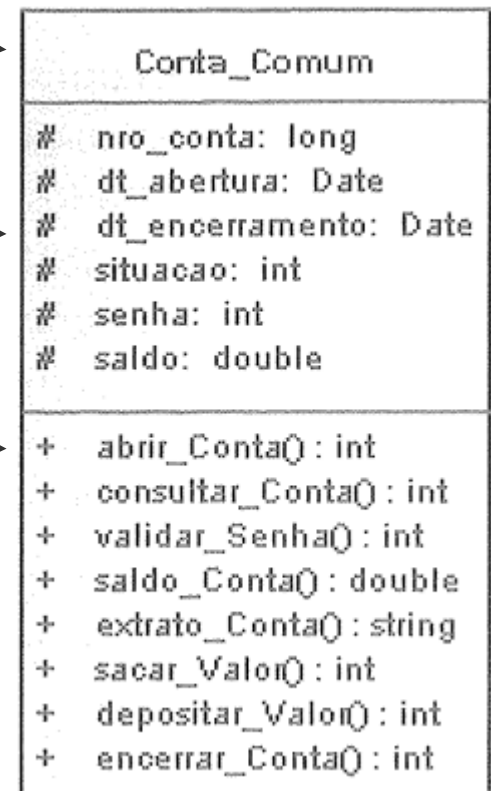 Conta_Comum
# nro_conta: long
# dt_abertura: Date
# dt_encerramento: Date
# situacao: int
# senha: int
# saldo: double
+ abrir_Conta() : int
+ consultar_Conta() : int
+ validar_Senha() : int
+ saldo_Conta() : double
+ extrato_Conta() : string
+ sacar_Valor() : int
+ depositar_Valor() : int
+ encerrar_Conta() : int